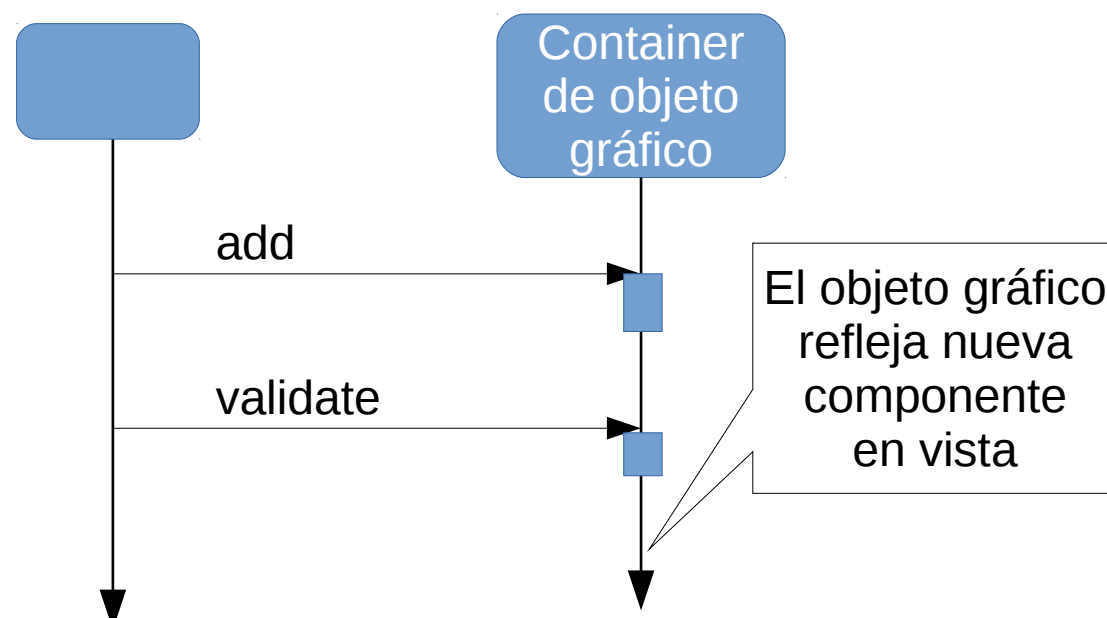 Container
de objeto
gráfico
add
El objeto gráfico
refleja nueva
componente
en vista
validate